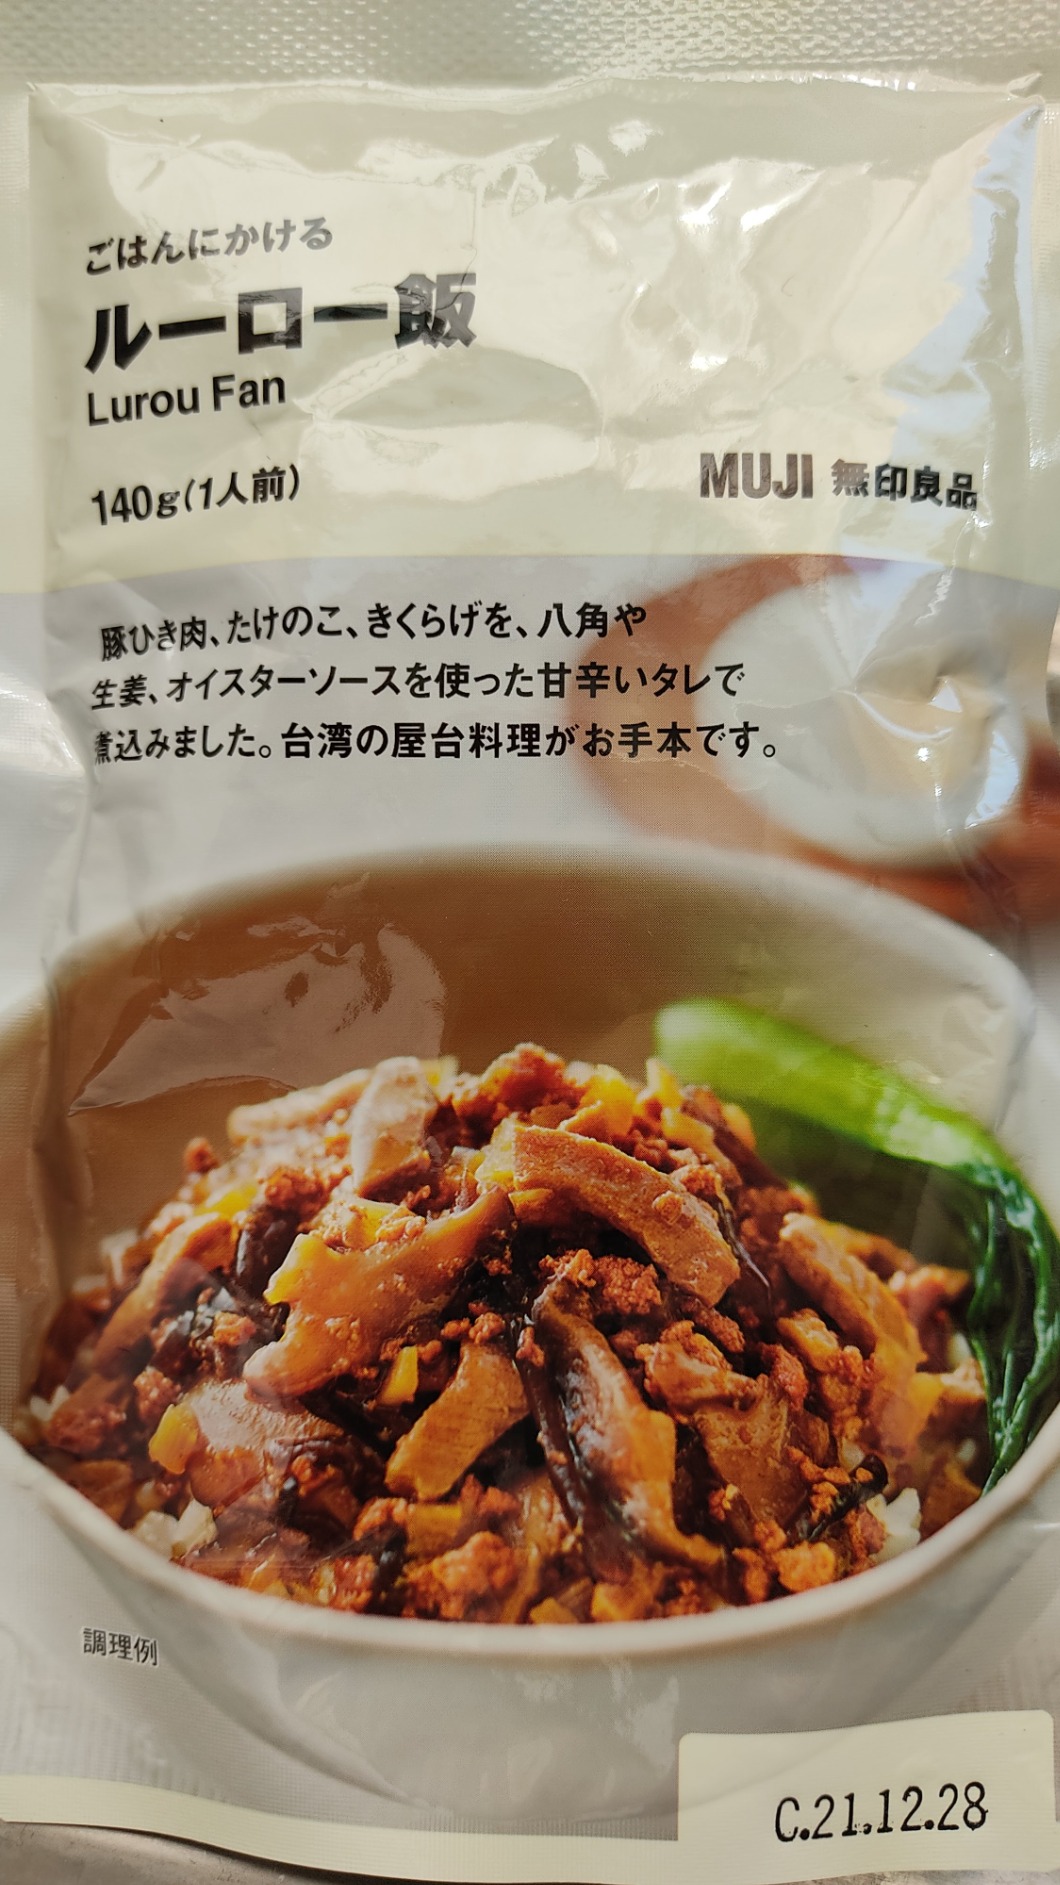 ごはんにかける
ルーロー飯
Lurou Fan
140g(1人前)
MUJI 無印良品
豚ひき肉、たけのこ、きくらげを、八角や
生姜、オイスターソースを使った甘辛いタレで
煮込みました。台湾の屋台料理がお手本です。
調理例
C.21.12.28